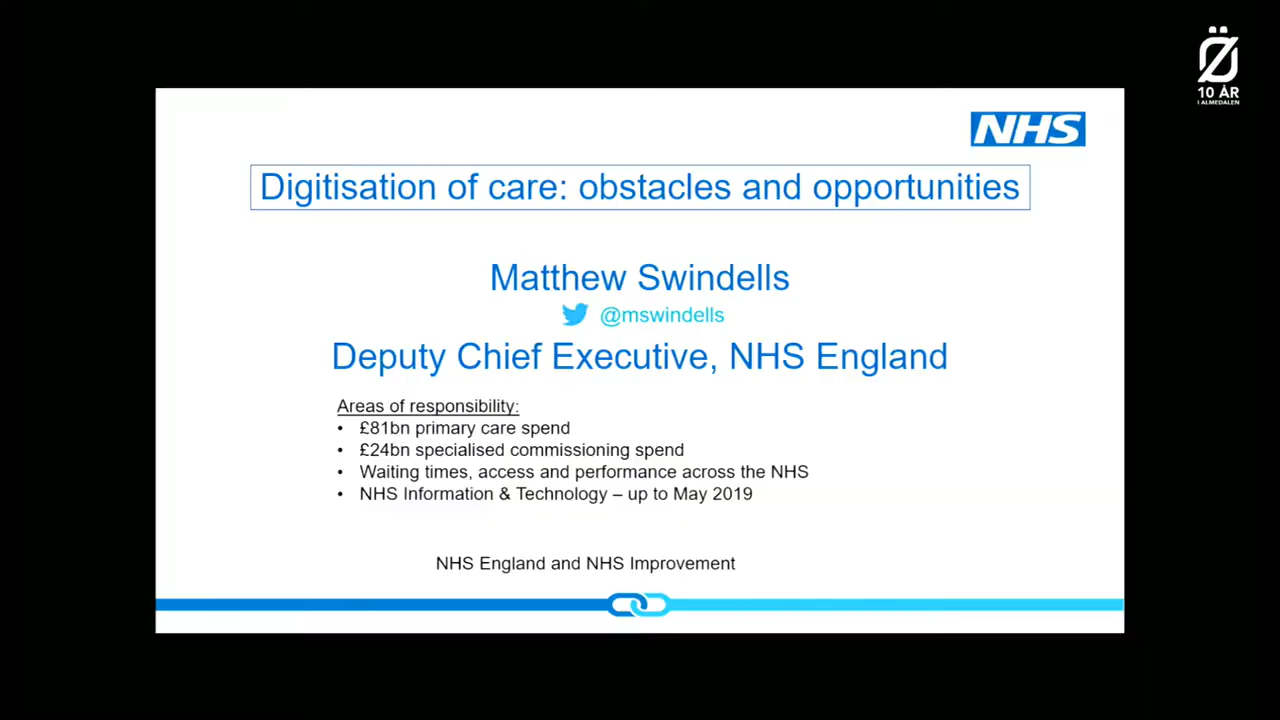 10 ÅR
I ALMEDALEN
NHS
Digitisation of care: obstacles and opportunities
Matthew Swindells
@mswindells
Deputy Chief Executive, NHS England
Areas of responsibility:
• £81bn primary care spend
• £24bn specialised commissioning spend
• Waiting times, access and performance across the NHS
• NHS Information & Technology – up to May 2019
NHS England and NHS Improvement